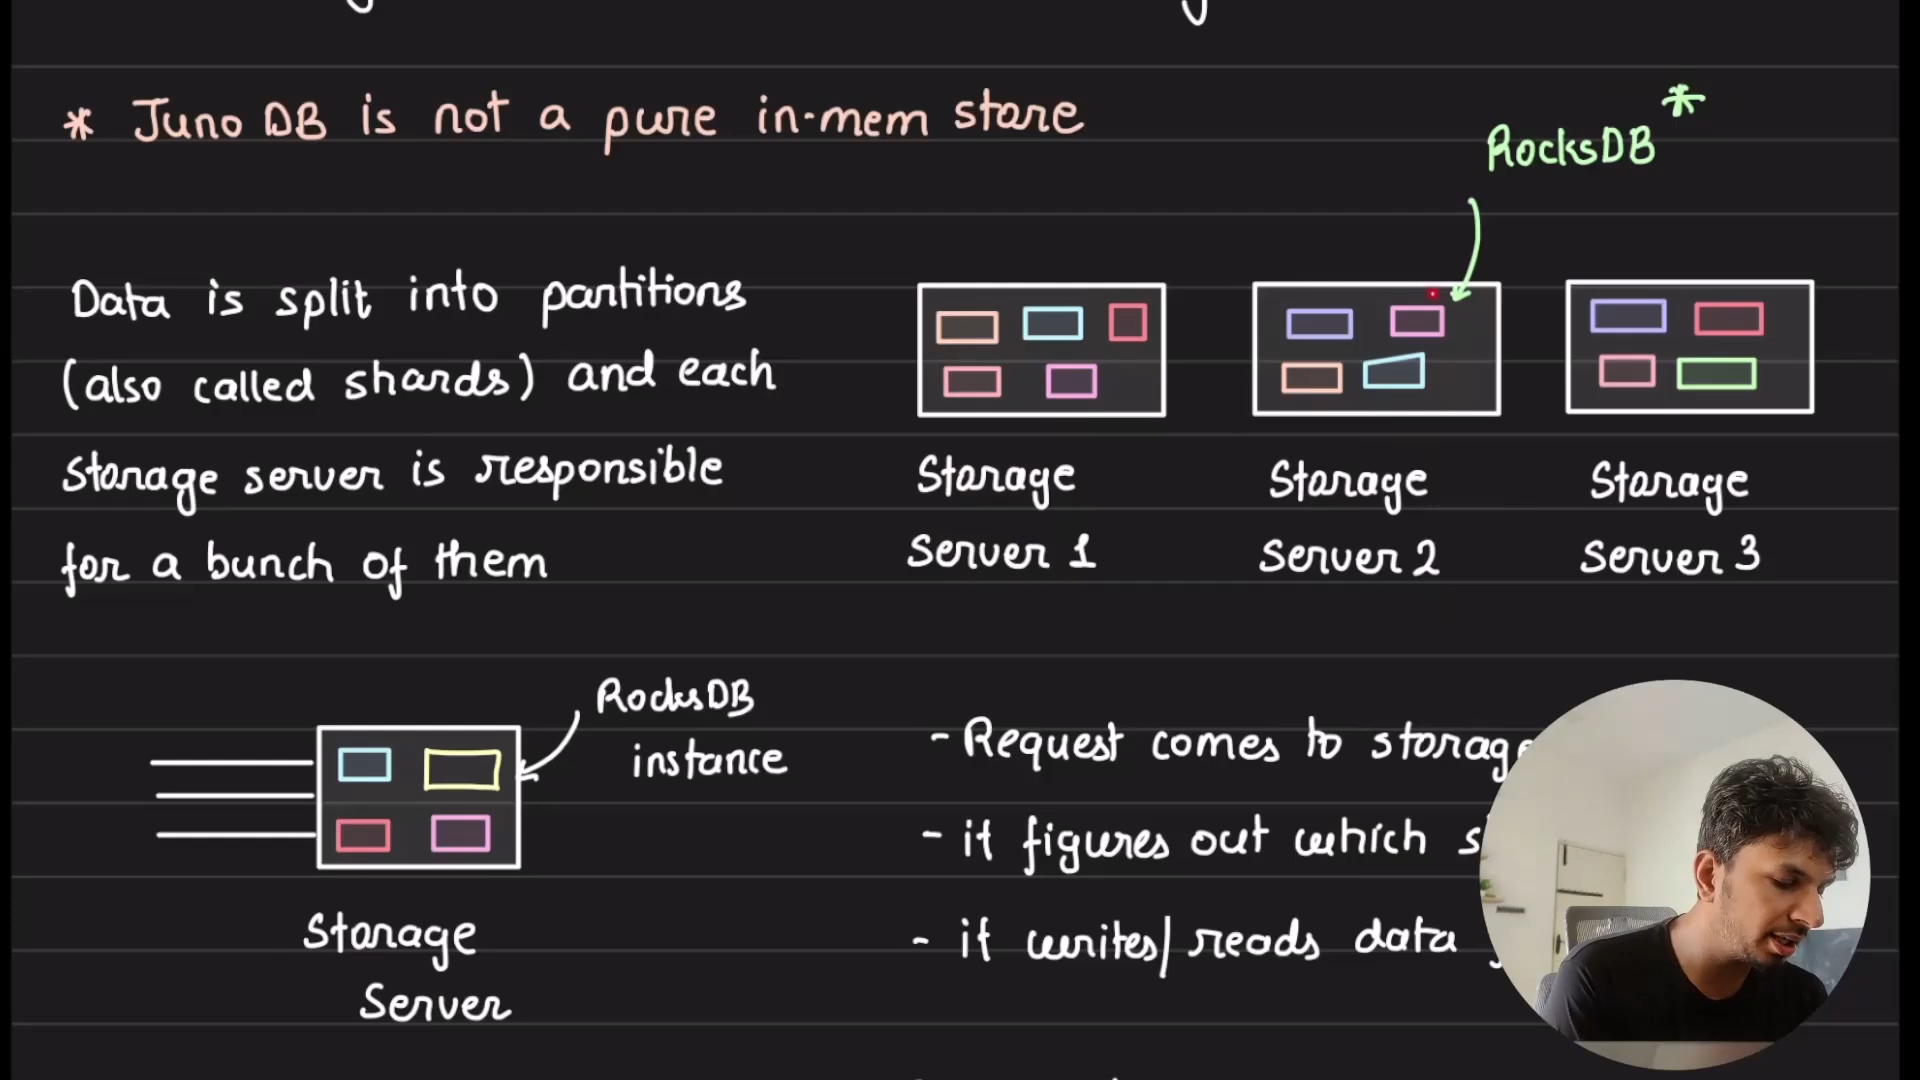 * Juno DB is not a pure in-mem store
RocksDB *
Data is split into partitions
(also called shards) and each
Storage server is responsible
for a bunch of them
Storage
Server 1
Storage
Server 2
Storage
Server 3
RocksDB
instance
Storage
Server
- Request comes to storage
- it figures out which
- it writes/reads data